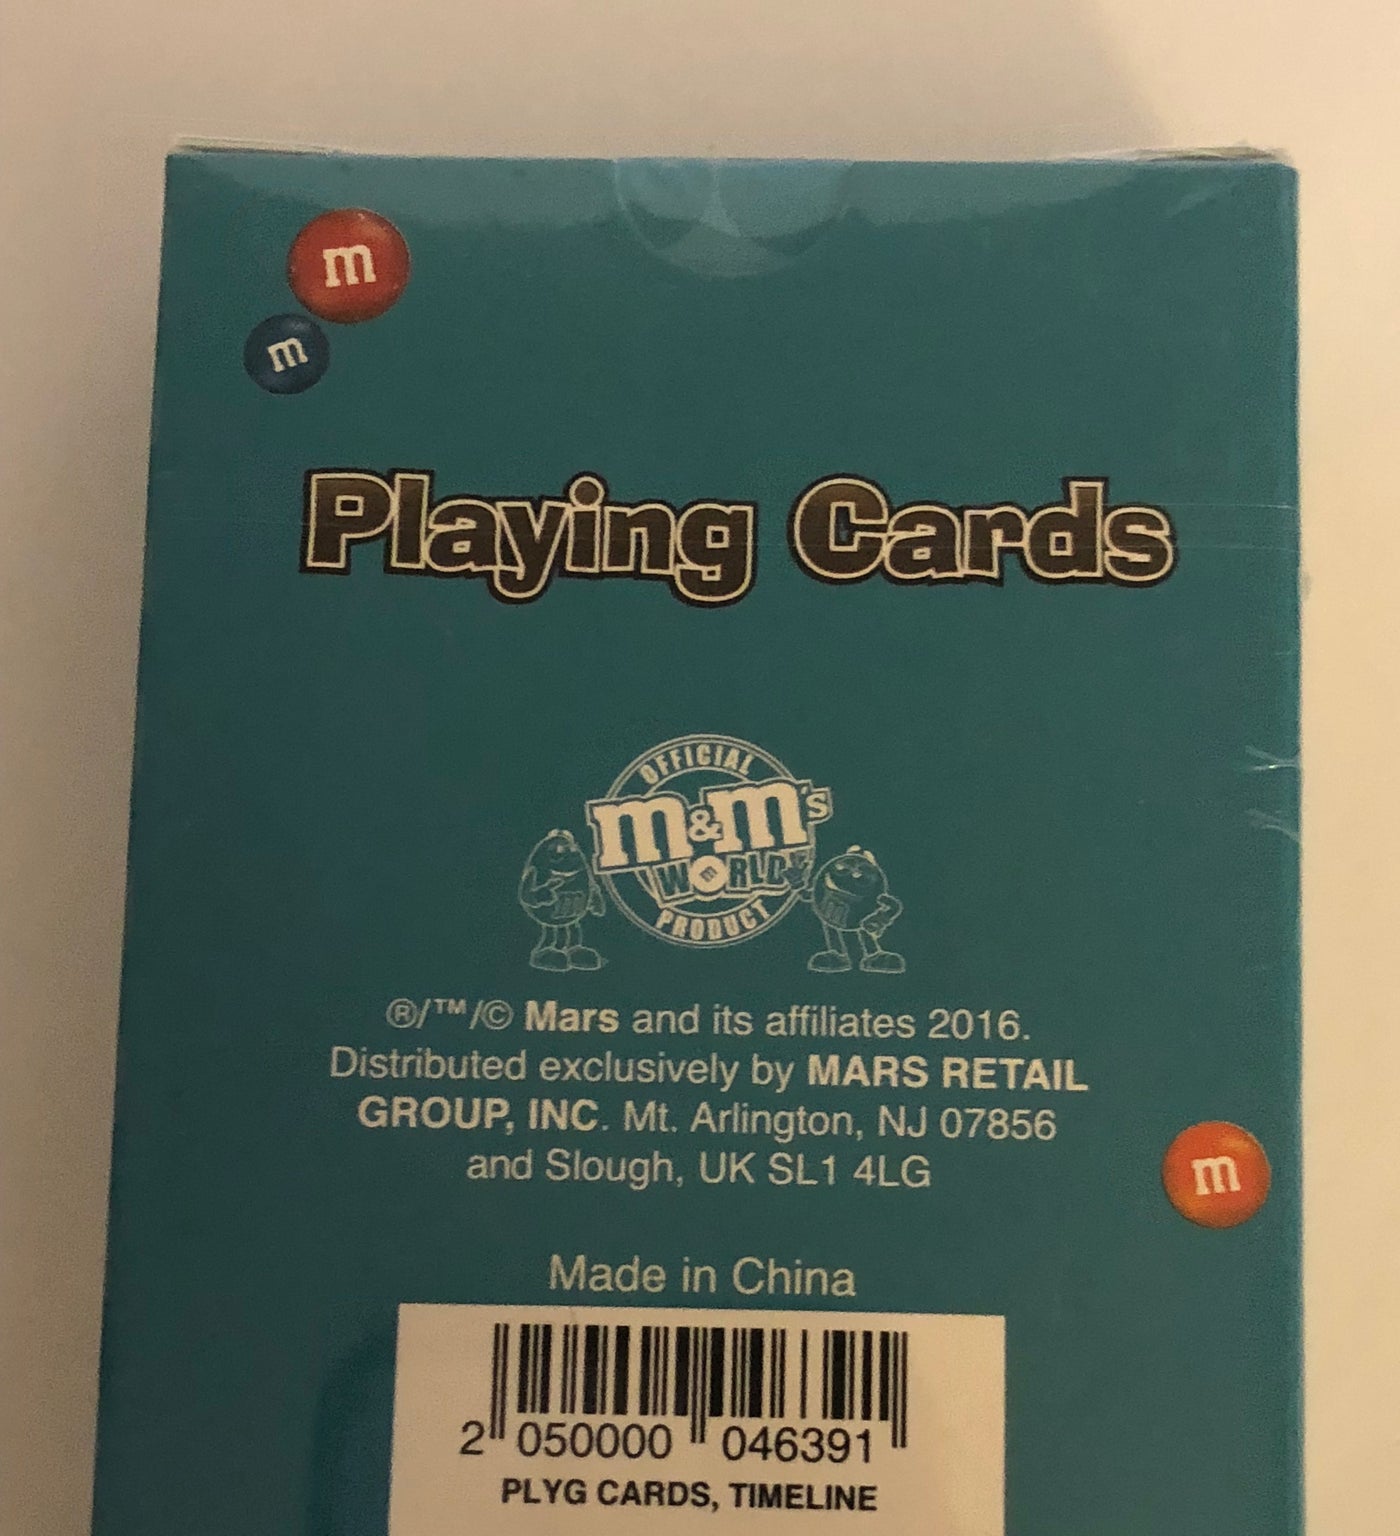 m
m
Playing Cards
OFFICIAL
m&m's
WORLD
PRODUCT
®/™/© Mars and its affiliates 2016.
Distributed exclusively by MARS RETAIL
GROUP, INC. Mt. Arlington, NJ 07856
and Slough, UK SL1 4LG
m
Made in China
2 050000 046391
PLYG CARDS, TIMELINE